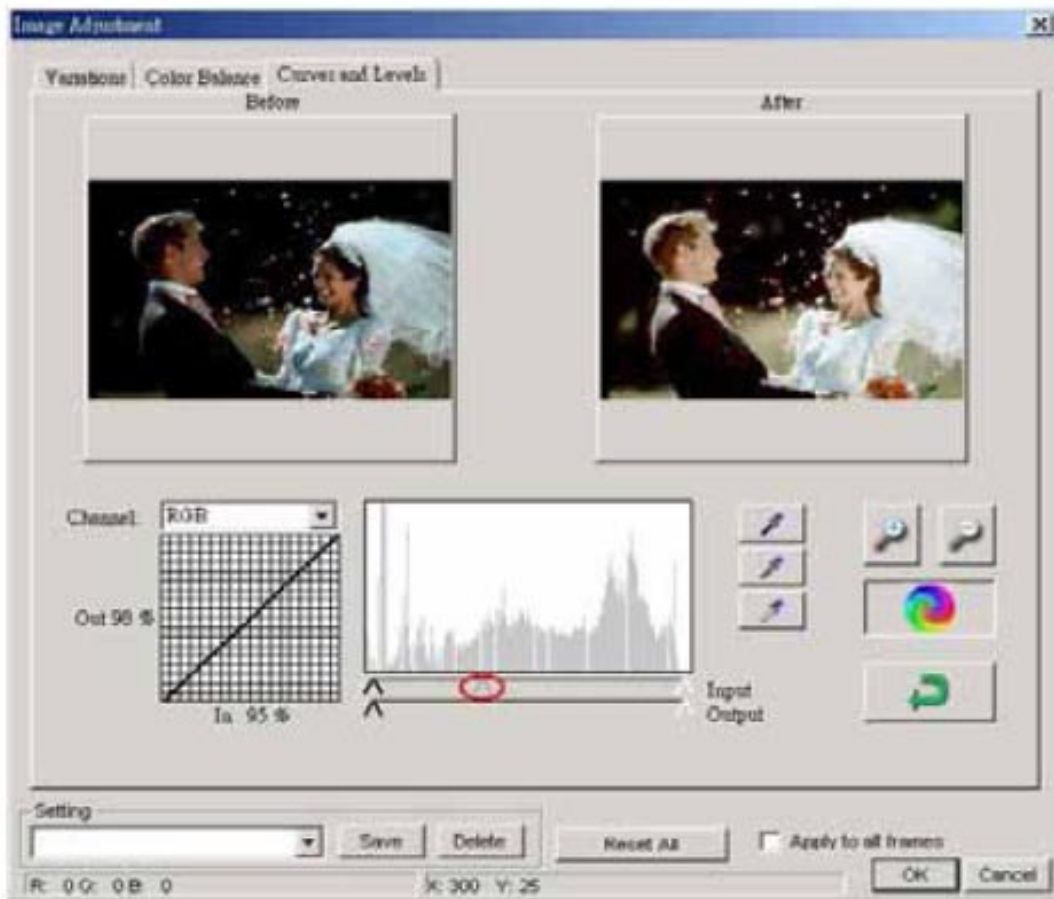 Image Adjustment
Variations Color Balance Curves and Levels
Before After
Channel: RGB
Out 98 %
In 95 %
Input
Output
Setting
Save Delete Reset All Apply to all frames
OK Cancel
R: 0 G: 0 B: 0 X: 300 Y: 25